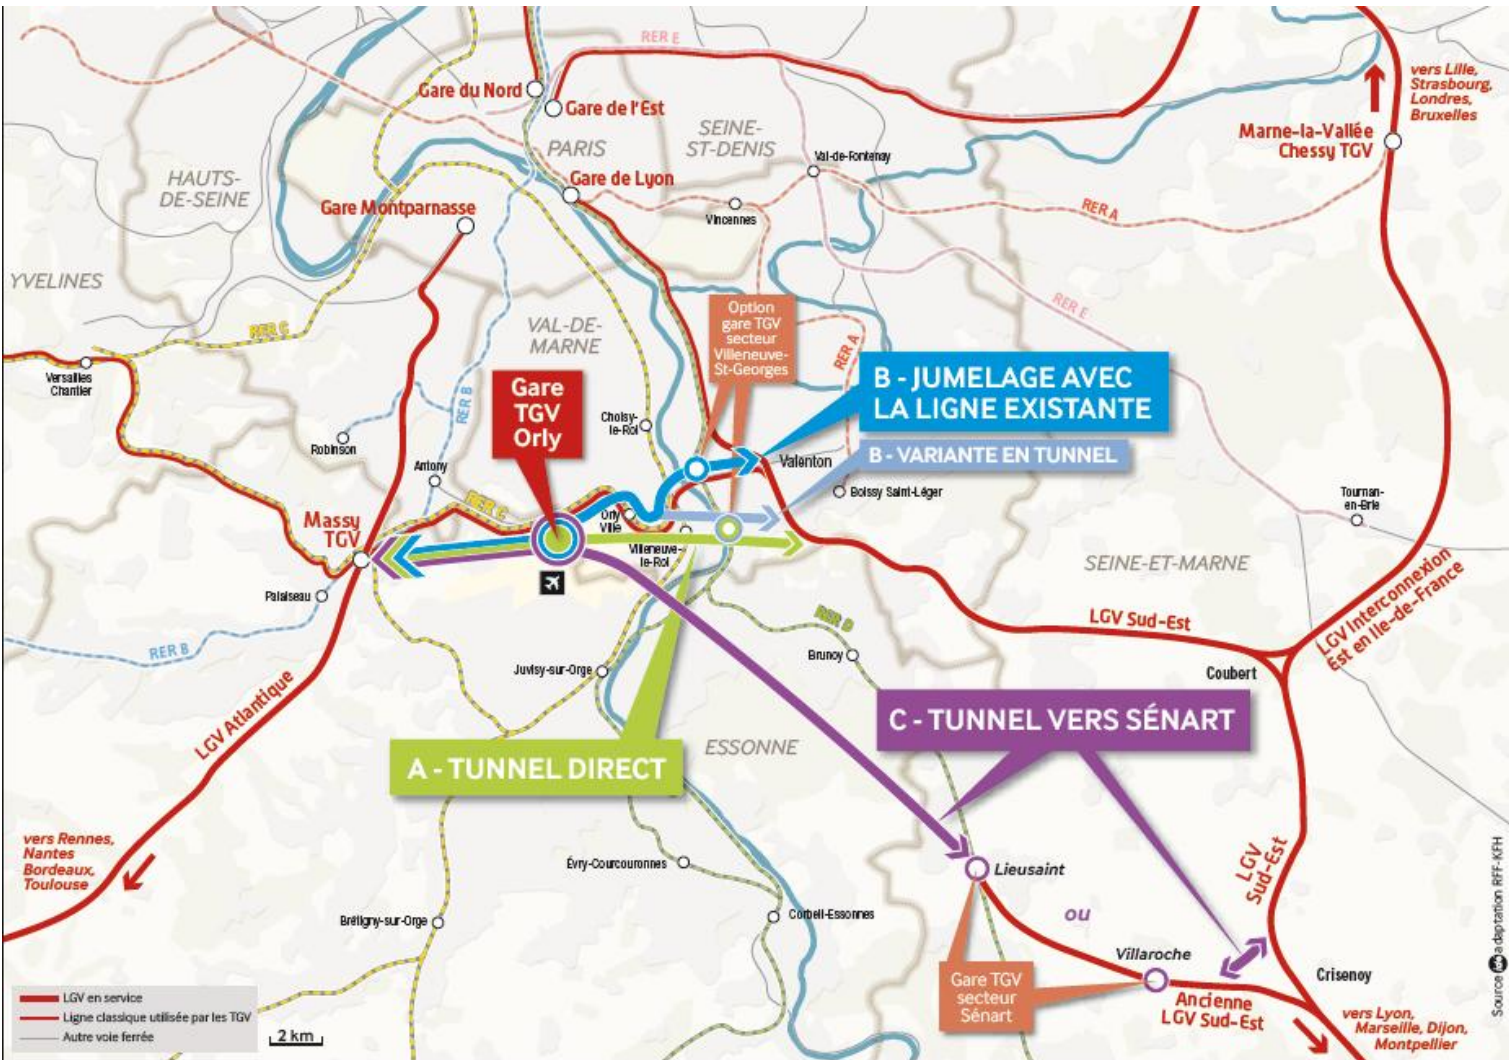 RER E
Gare du Nord
Gare de l'Est
PARIS
SEINE-
ST-DENIS
Val-de-Fontenay
vers Lille,
Strasbourg,
Londres,
Bruxelles
Marne-la-Vallée
Chessy TGV
HAUTS-
DE-SEINE
Gare de Lyon
Gare Montparnasse
Vincennes
RER A
YVELINES
RER C
VAL-DE-
MARNE
Option
gare TGV
secteur
Villeneuve-
St-Georges
RER A
RER E
Versailles
Chantier
RER B
Gare
TGV
Orly
Choisy-
le-Roi
B - JUMELAGE AVEC
LA LIGNE EXISTANTE
B - VARIANTE EN TUNNEL
Robinson
Antony
Valenton
Boissy Saint-Léger
Tournan-
en-Brie
RER C
Massy
TGV
Orly
Ville
Villeneuve-
le-Roi
SEINE-ET-MARNE
Palaiseau
RER B
RER D
LGV Sud-Est
LGV Interconnexion
Est en Ile-de-France
Brunoy
Juvisy-sur-Orge
Coubert
LGV Atlantique
C - TUNNEL VERS SÉNART
A - TUNNEL DIRECT
ESSONNE
vers Rennes,
Nantes
Bordeaux,
Toulouse
Évry-Courcouronnes
Lieusaint
LGV
Sud-Est
ou
Brétigny-sur-Orge
Corbeil-Essonnes
Villaroche
Gare TGV
secteur
Sénart
Crisenoy
Ancienne
LGV Sud-Est
vers Lyon,
Marseille, Dijon,
Montpellier
LGV en service
Ligne classique utilisée par les TGV
Autre voie ferrée
2 km
Source adaptation RFF-KFH